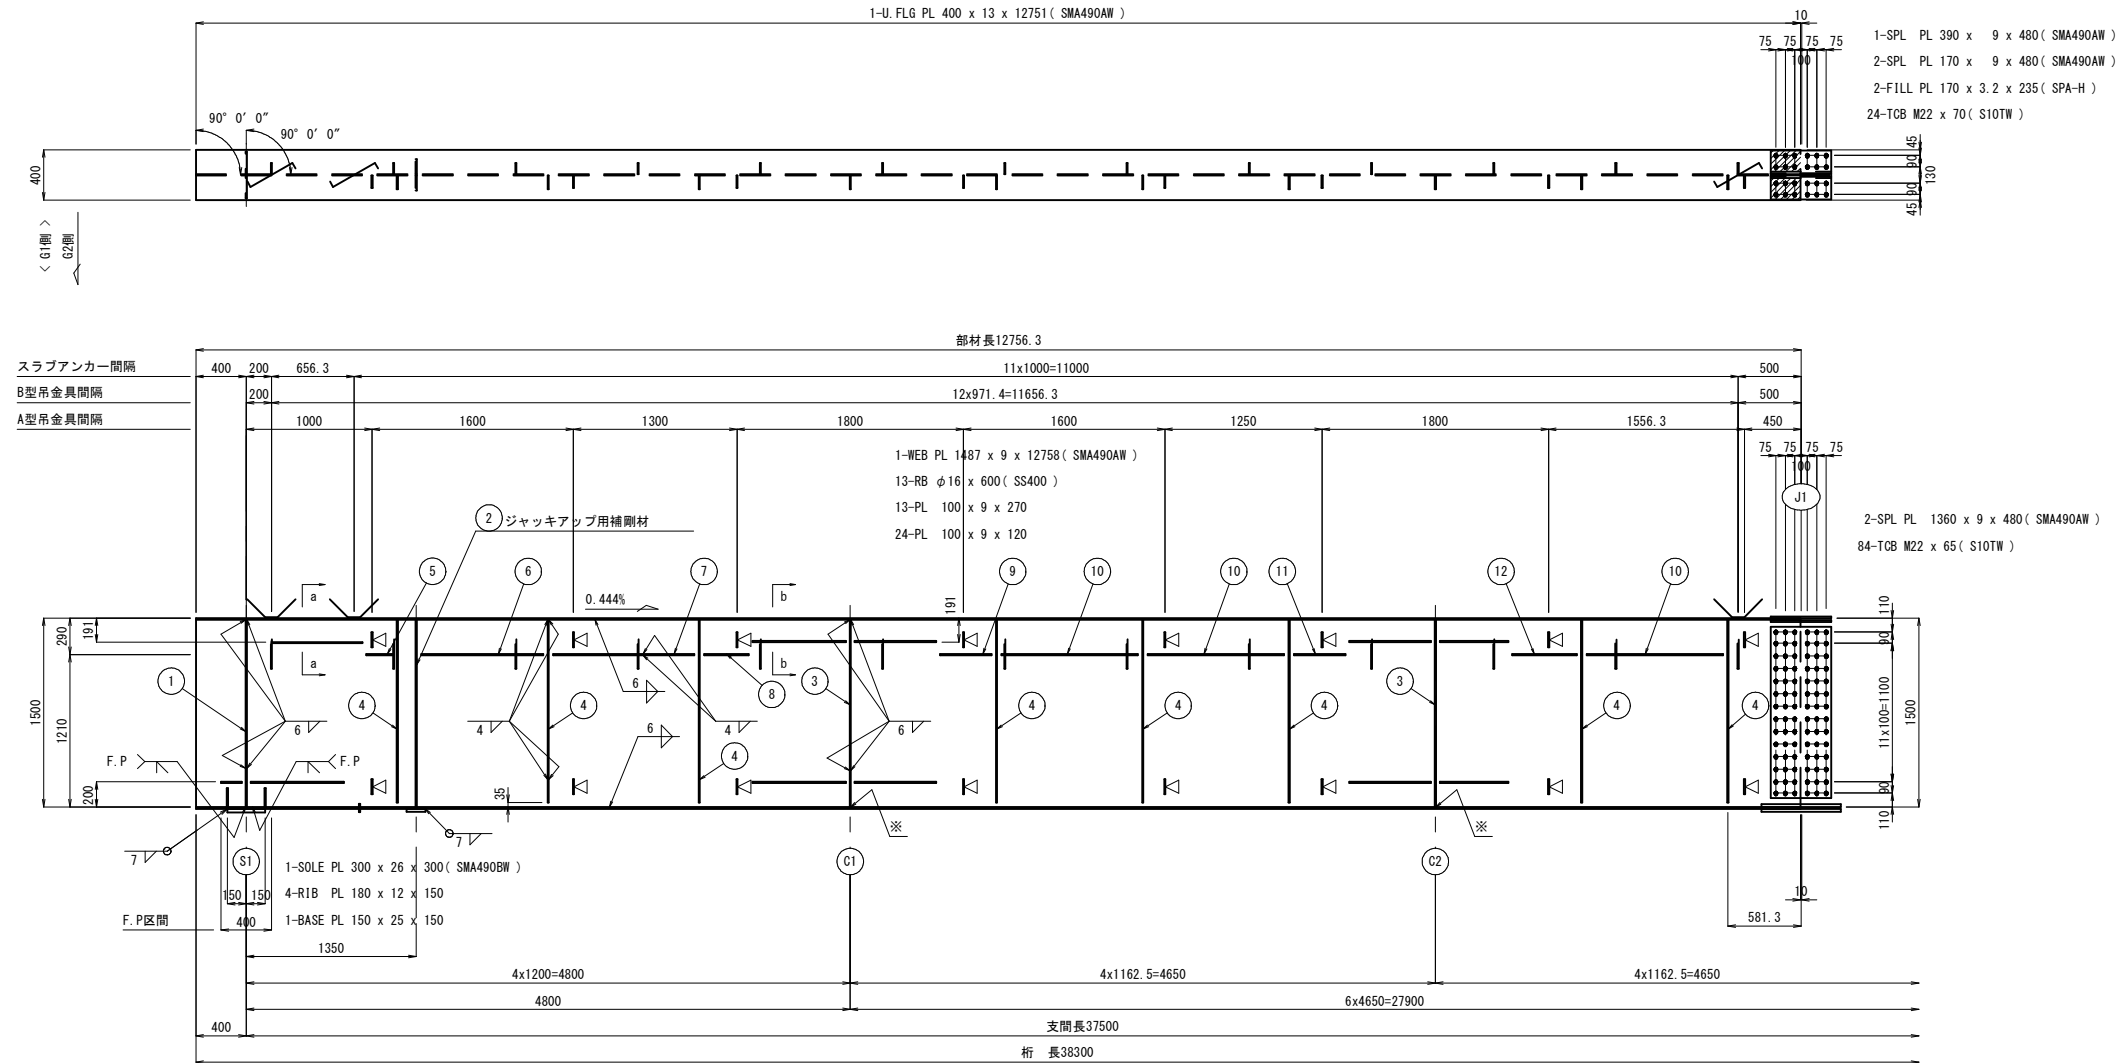 1-U.FLG PL 400 x 13 x 12751( SMA490AW )
10
75 75 75 75
100
1-SPL PL 390 x 9 x 480( SMA490AW )
2-SPL PL 170 x 9 x 480( SMA490AW )
2-FILL PL 170 x 3.2 x 235( SPA-H )
24-TCB M22 x 70( S10TW )
90° 0′ 0″
90° 0′ 0″
400
45
90
130
90
45
< G1側 >
G2側
部材長12756.3
スラブアンカー間隔
400 200 656.3 11x1000=11000 500
B型吊金具間隔
200 12x971.4=11656.3 500
A型吊金具間隔
1000 1600 1300 1800 1600 1250 1800 1556.3 450
75 75 75 75
100
1-WEB PL 1487 x 9 x 12758( SMA490AW )
13-RB φ16 x 600( SS400 )
13-PL 100 x 9 x 270
24-PL 100 x 9 x 120
J1
2 ジャッキアップ用補剛材
2-SPL PL 1360 x 9 x 480( SMA490AW )
84-TCB M22 x 65( S10TW )
5 6 7 9 10 10 11 12 10
a
0.444%
b
191
290
191
110
90
a
b
1 4 6 4 6 8 3 4 4 4 3 4 4
1500
1210
6 4 4 6
4
6
11x100=1100
1500
F.P
F.P
200
35
90
110
※
※
7
7
S1
C1
C2
1-SOLE PL 300 x 26 x 300( SMA490BW )
4-RIB PL 180 x 12 x 150
1-BASE PL 150 x 25 x 150
150 150
10
F.P区間
400
581.3
1350
4x1200=4800 4x1162.5=4650 4x1162.5=4650
4800 6x4650=27900
400 支間長37500
桁 長38300